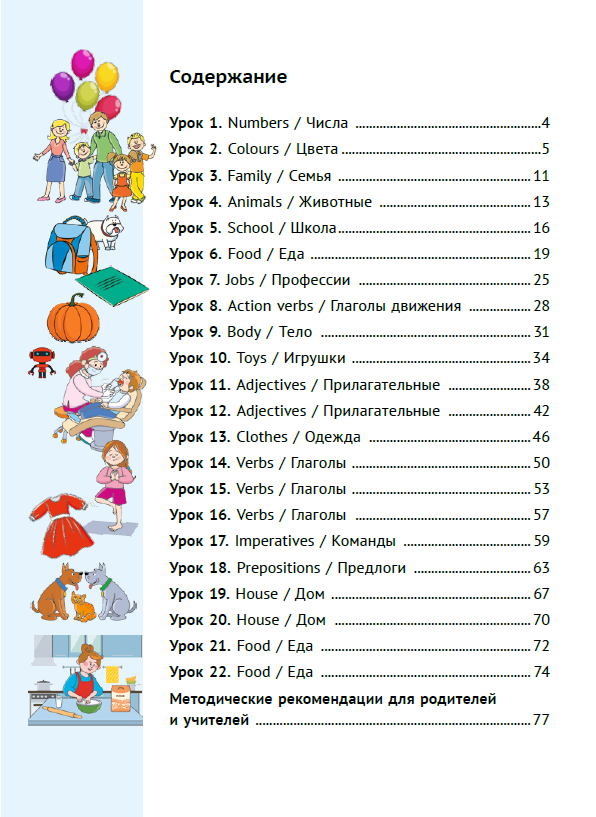 Содержание
Урок 1. Numbers / Числа ...4
Урок 2. Colours / Цвета ...5
Урок 3. Family / Семья ...11
Урок 4. Animals / Животные ...13
Урок 5. School / Школа ...16
Урок 6. Food / Еда ...19
Урок 7. Jobs / Профессии ...25
Урок 8. Action verbs / Глаголы движения ...28
Урок 9. Body / Тело ...31
Урок 10. Toys / Игрушки ...34
Урок 11. Adjectives / Прилагательные ...38
Урок 12. Adjectives / Прилагательные ...42
Урок 13. Clothes / Одежда ...46
Урок 14. Verbs / Глаголы ...50
Урок 15. Verbs / Глаголы ...53
Урок 16. Verbs / Глаголы ...57
Урок 17. Imperatives / Команды ...59
Урок 18. Prepositions / Предлоги ...63
Урок 19. House / Дом ...67
Урок 20. House / Дом ...70
Урок 21. Food / Еда ...72
Урок 22. Food / Еда ...74
Методические рекомендации для родителей
и учителей ...77